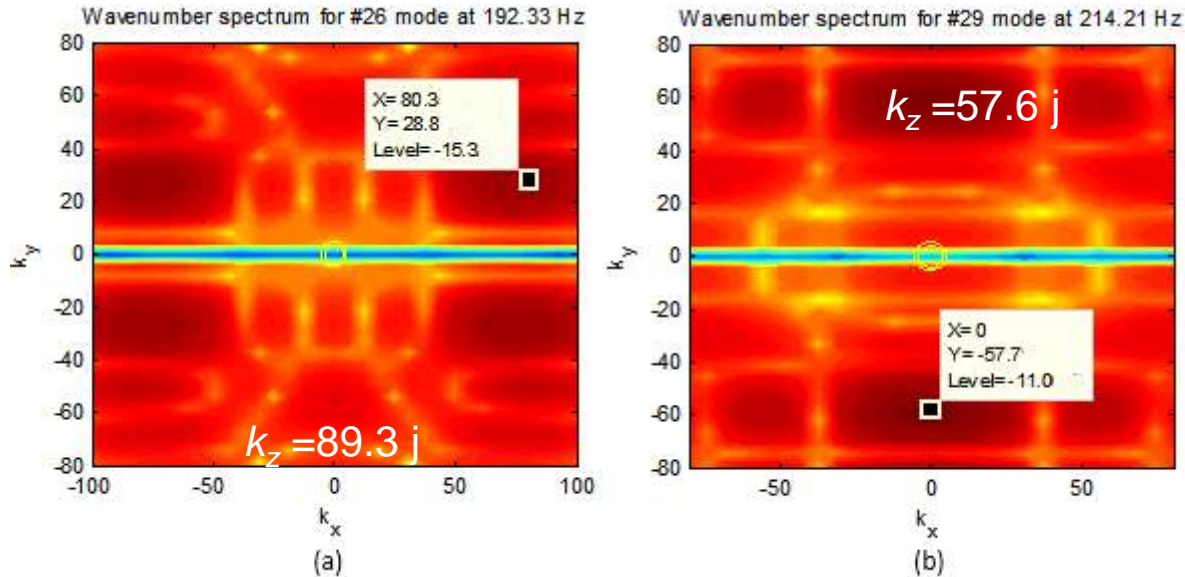 Wavenumber spectrum for #26 mode at 192.33 Hz
80
60
40
20
0
-20
-40
-60
-80
k_y
X= 80.3
Y= 28.8
Level= -15.3
k_z =89.3 j
-100
-50
0
50
100
k_x
(a)
Wavenumber spectrum for #29 mode at 214.21 Hz
80
60
40
20
0
-20
-40
-60
-80
k_y
k_z =57.6 j
X= 0
Y= -57.7
Level= -11.0
-50
0
50
k_x
(b)